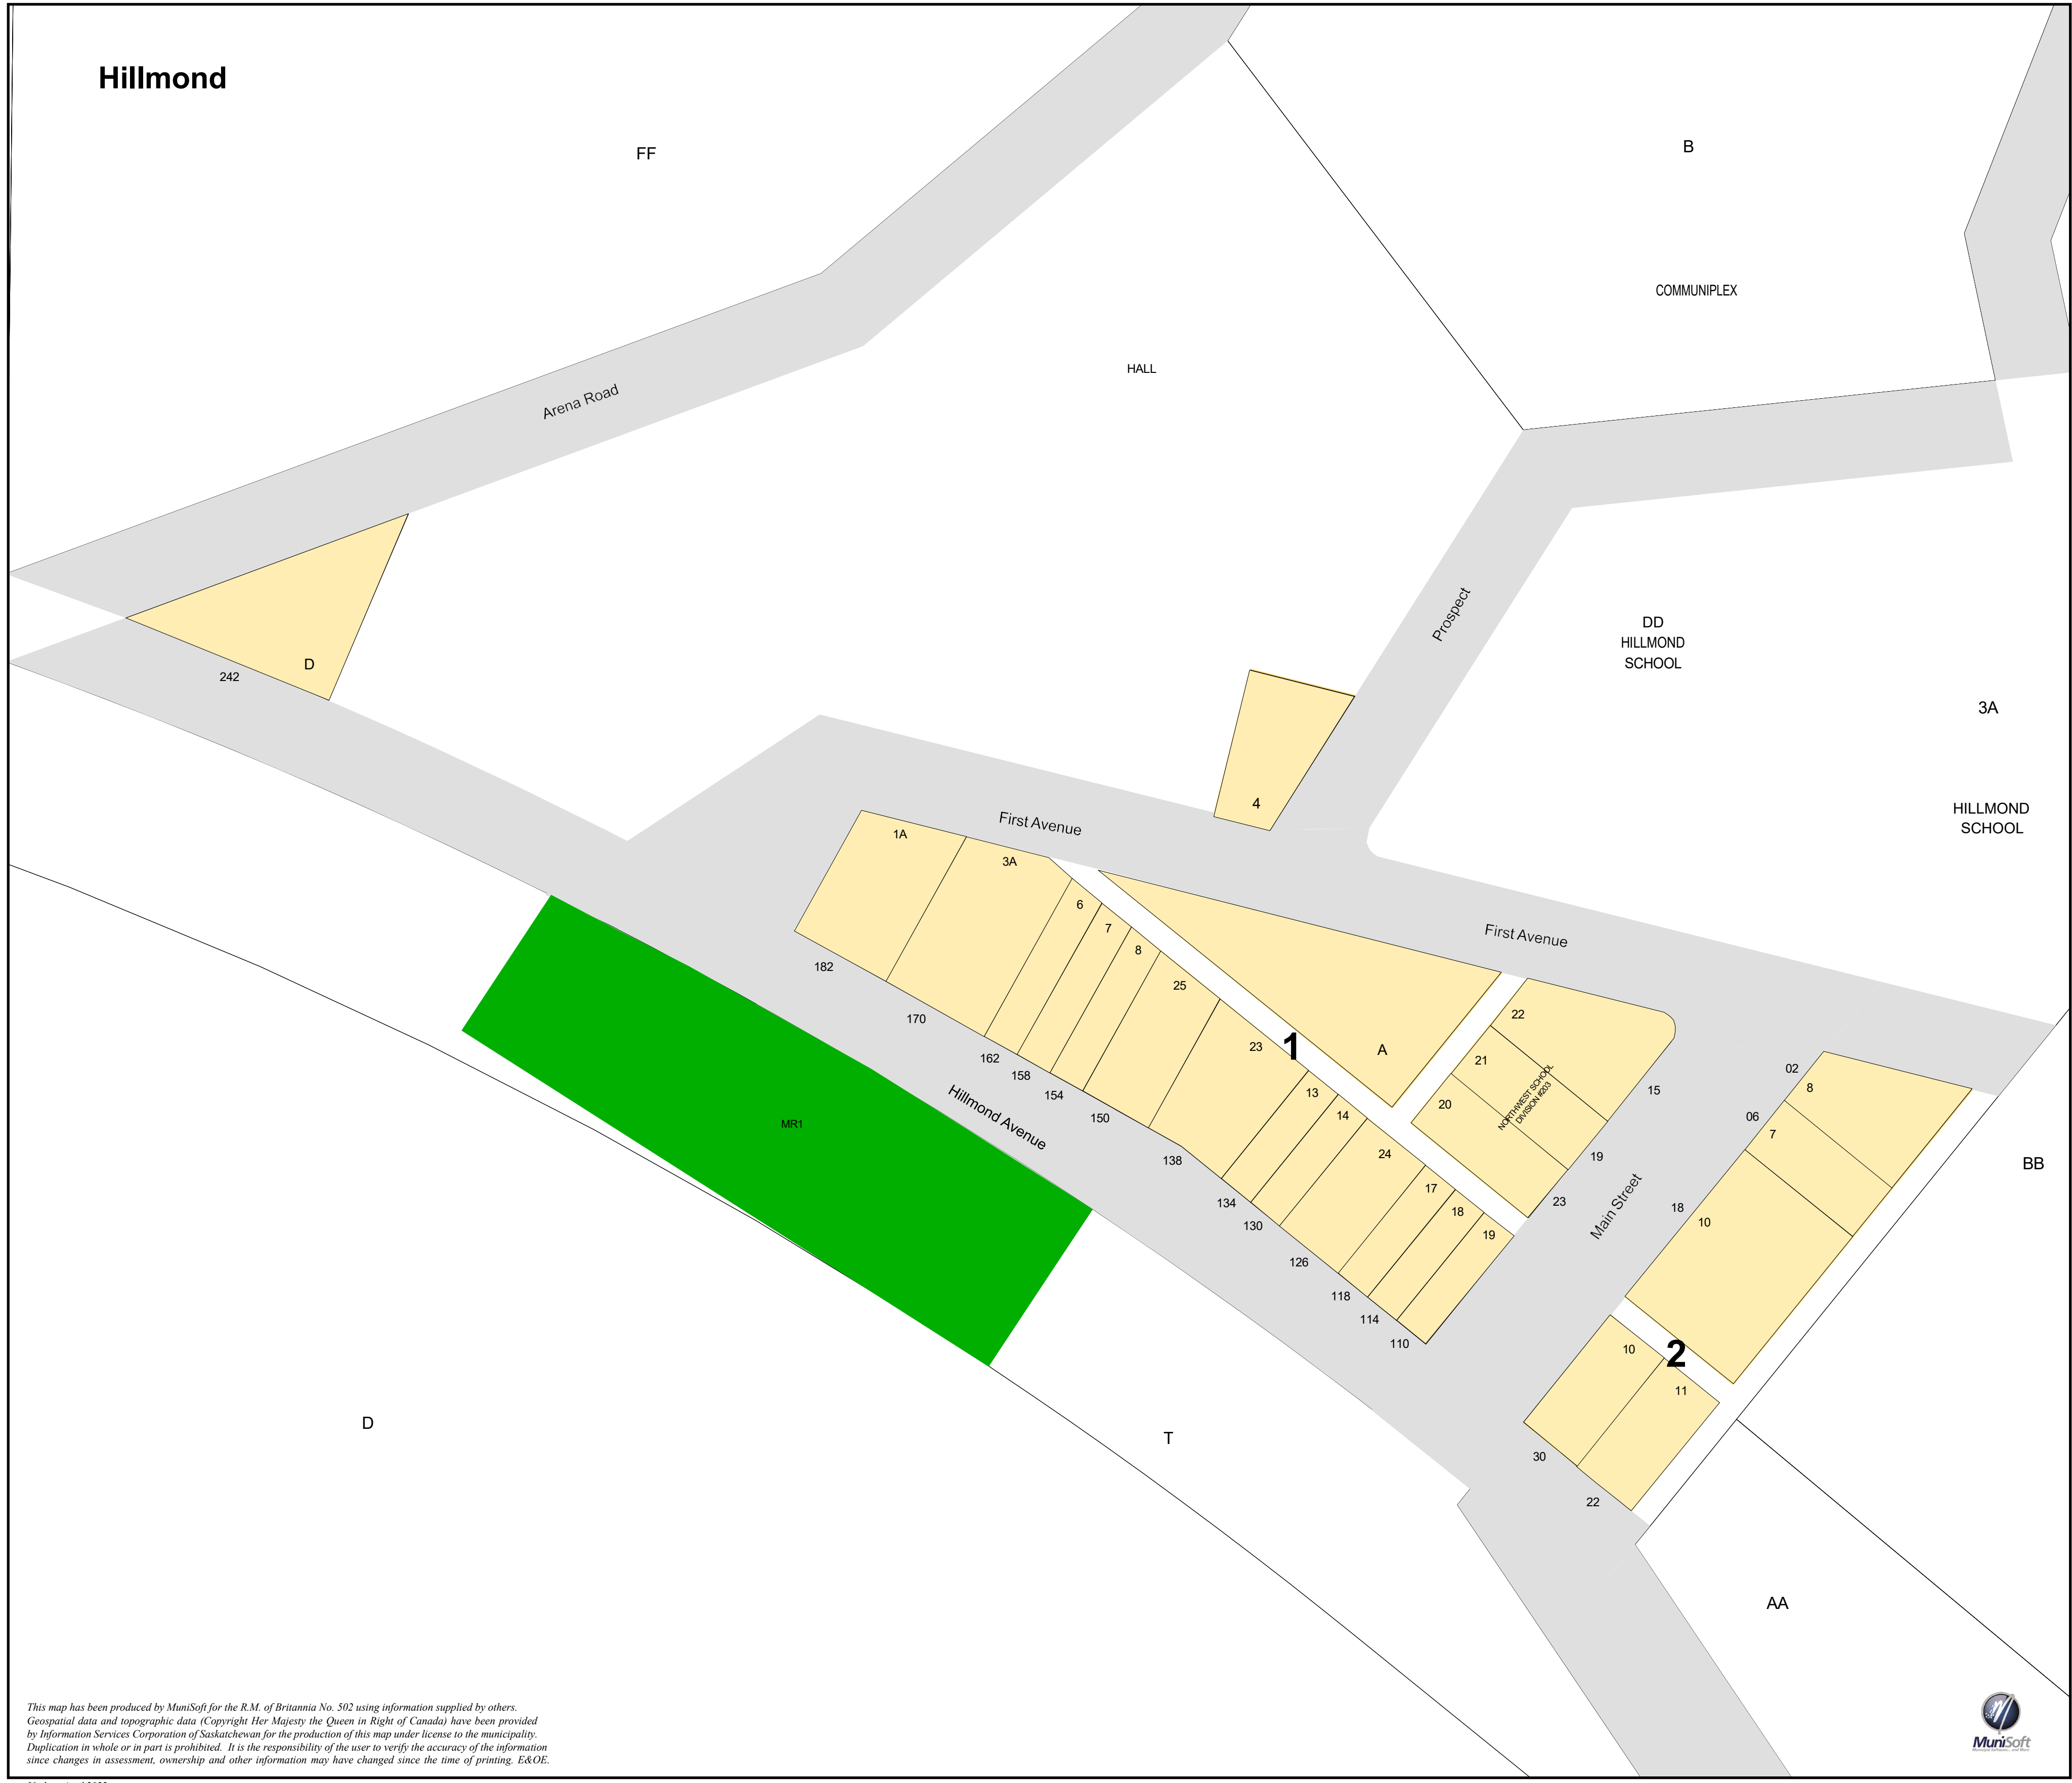 Hillmond
FF
B
COMMUNIPLEX
HALL
Arena Road
Prospect
DD
HILLMOND
SCHOOL
3A
HILLMOND
SCHOOL
D
242
4
First Avenue
1A
3A
6
7
8
25
23
1
A
First Avenue
22
21
20
NORTHWEST SCHOOL
DIVISION #203
15
19
23
13
14
24
17
18
19
182
170
162
158
154
150
138
134
130
126
118
114
110
Hillmond Avenue
MR1
Main Street
02
8
06
7
18
10
BB
2
10
11
30
22
D
T
AA
This map has been produced by MuniSoft for the R.M. of Britannia No. 502 using information supplied by others.
Geospatial data and topographic data (Copyright Her Majesty the Queen in Right of Canada) have been provided
by Information Services Corporation of Saskatchewan for the production of this map under license to the municipality.
Duplication in whole or in part is prohibited. It is the responsibility of the user to verify the accuracy of the information
since changes in assessment, ownership and other information may have changed since the time of printing. E&OE.
MuniSoft